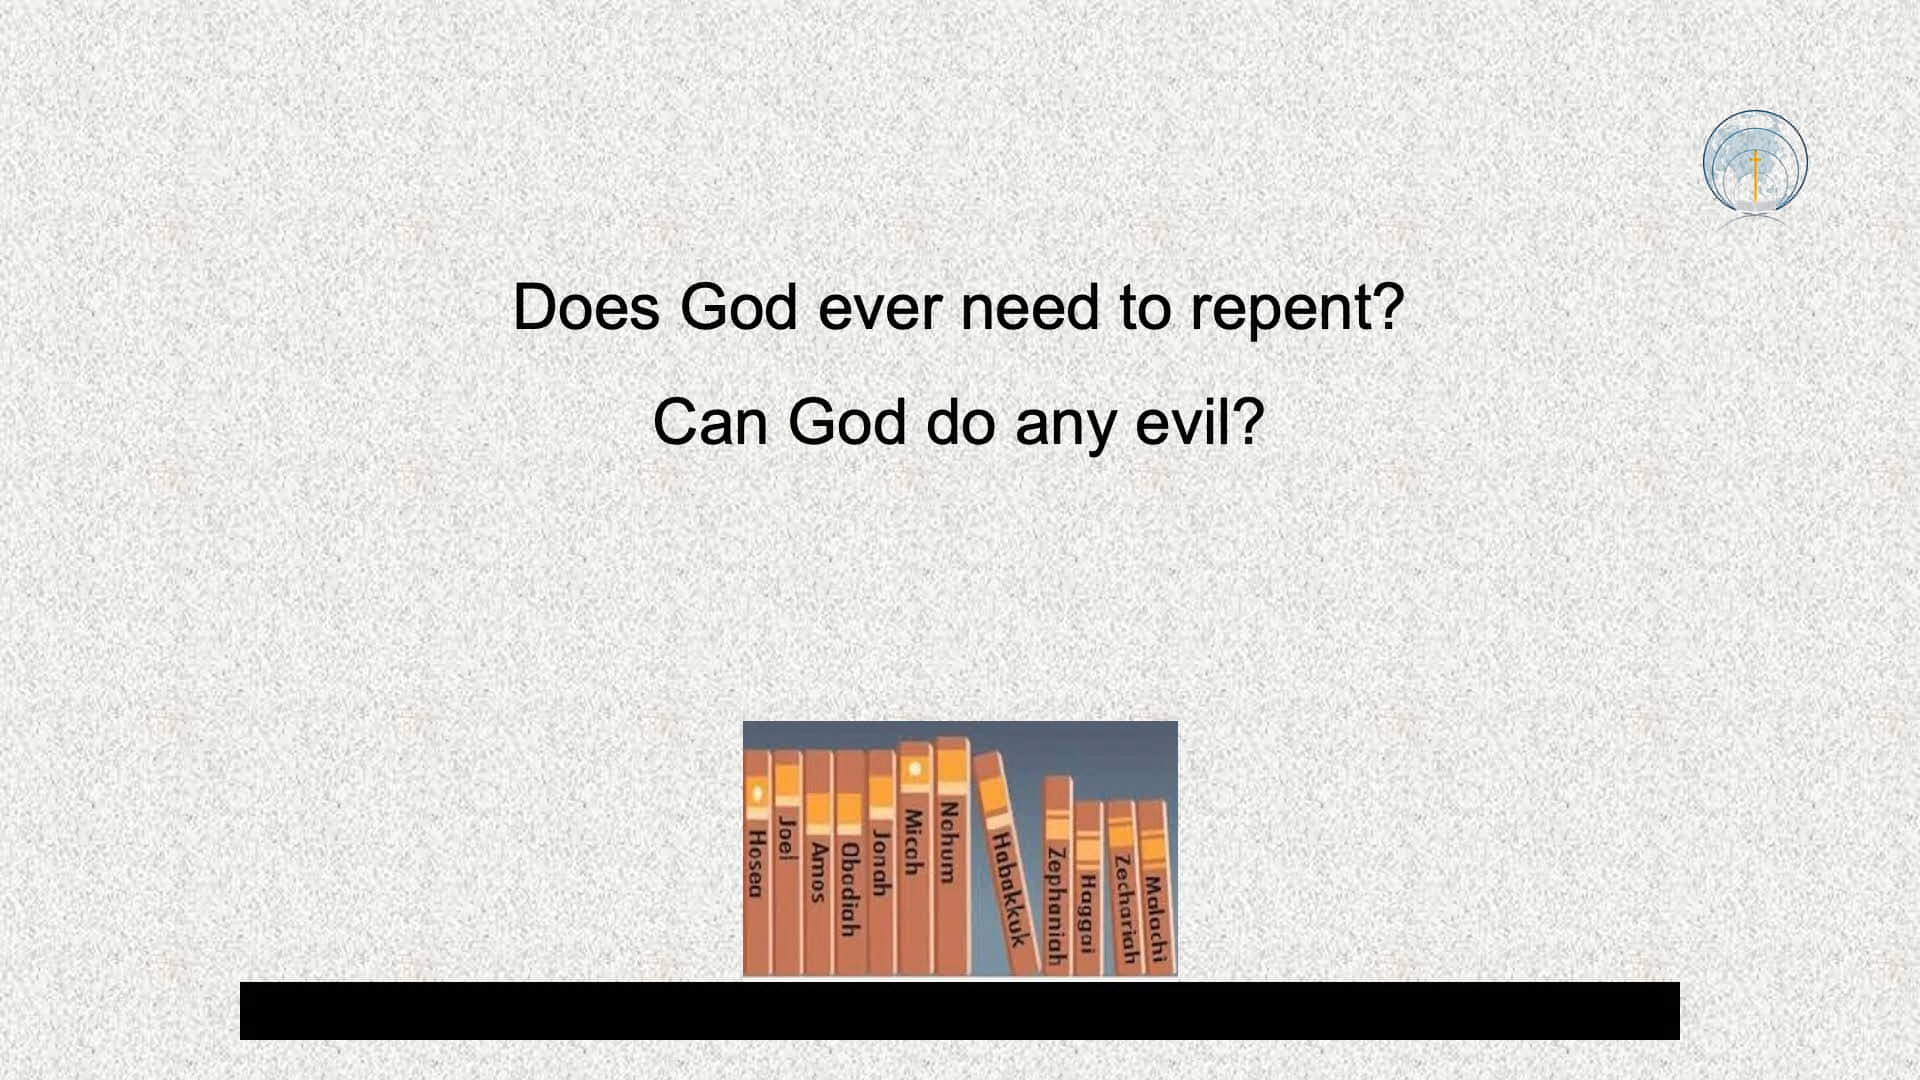 Does God ever need to repent?
Can God do any evil?
Hosea
Joel
Amos
Obadiah
Jonah
Micah
Nahum
Habakkuk
Zephaniah
Haggai
Zechariah
Malachi